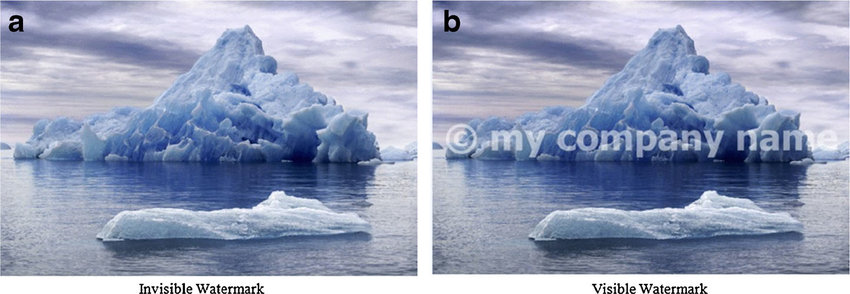 a
b
© my company name
Invisible Watermark
Visible Watermark